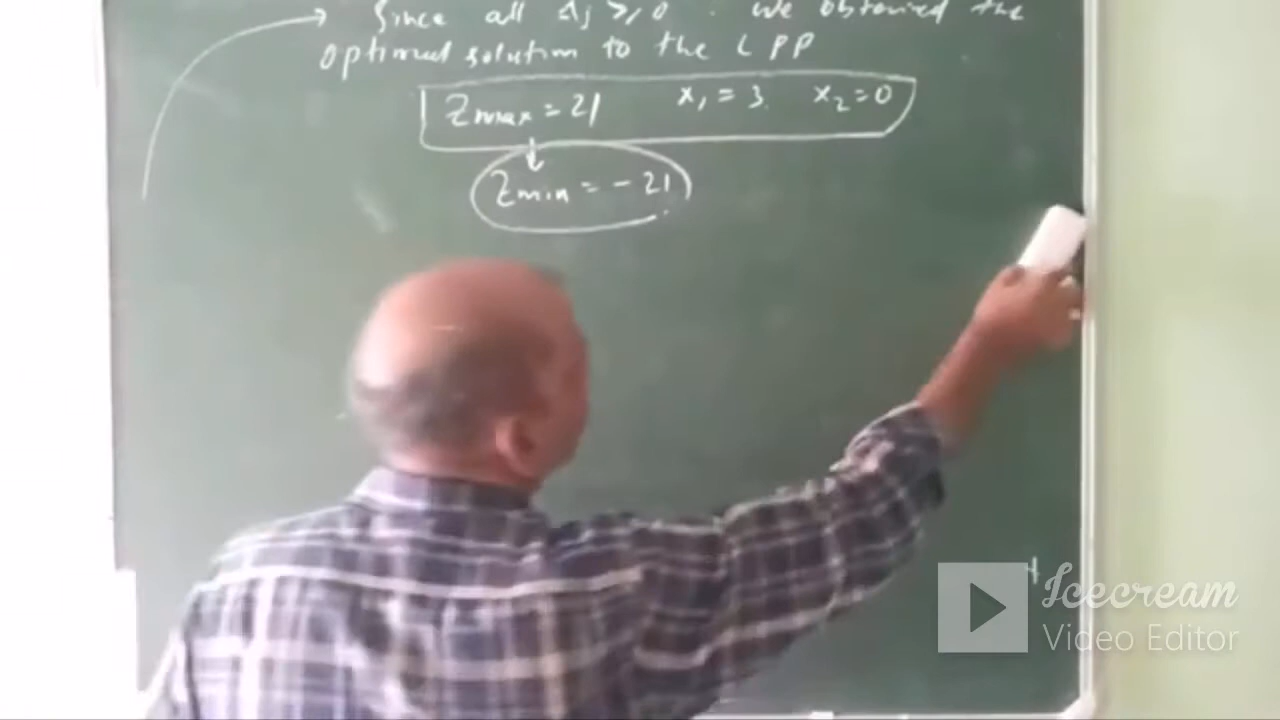 Since all Δj ≥ 0. We obtained the
optimal solution to the LPP
Zmax = 21 x₁ = 3 x₂ = 0
Zmin = - 21
Icecream
Video Editor